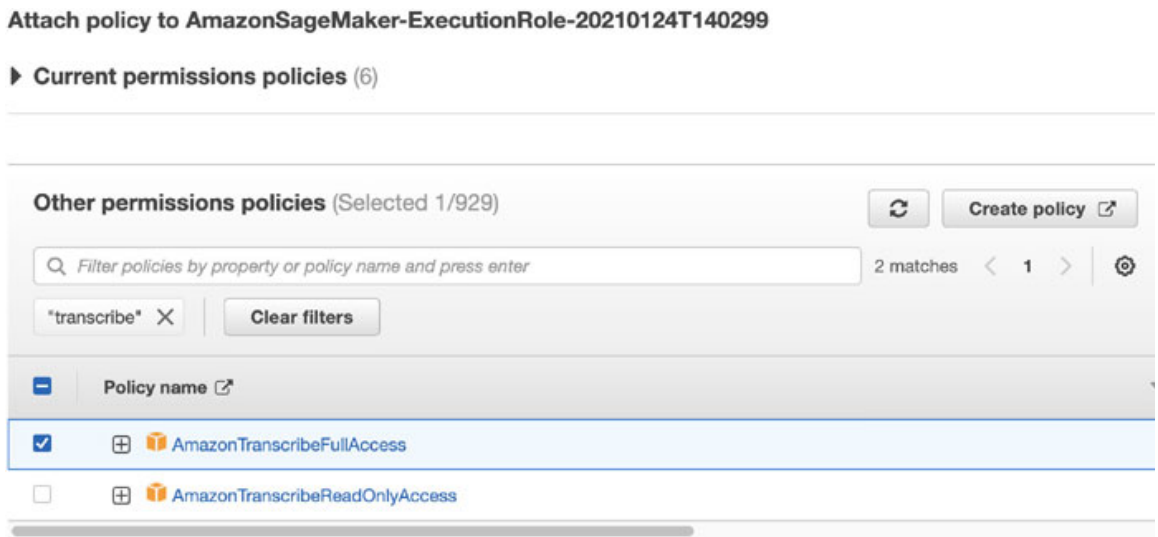 Attach policy to AmazonSageMaker-ExecutionRole-20210124T140299
Current permissions policies (6)
Other permissions policies (Selected 1/929)
Create policy
Filter policies by property or policy name and press enter
2 matches < 1 >
"transcribe" Clear filters
Policy name
AmazonTranscribeFullAccess
AmazonTranscribeReadOnlyAccess